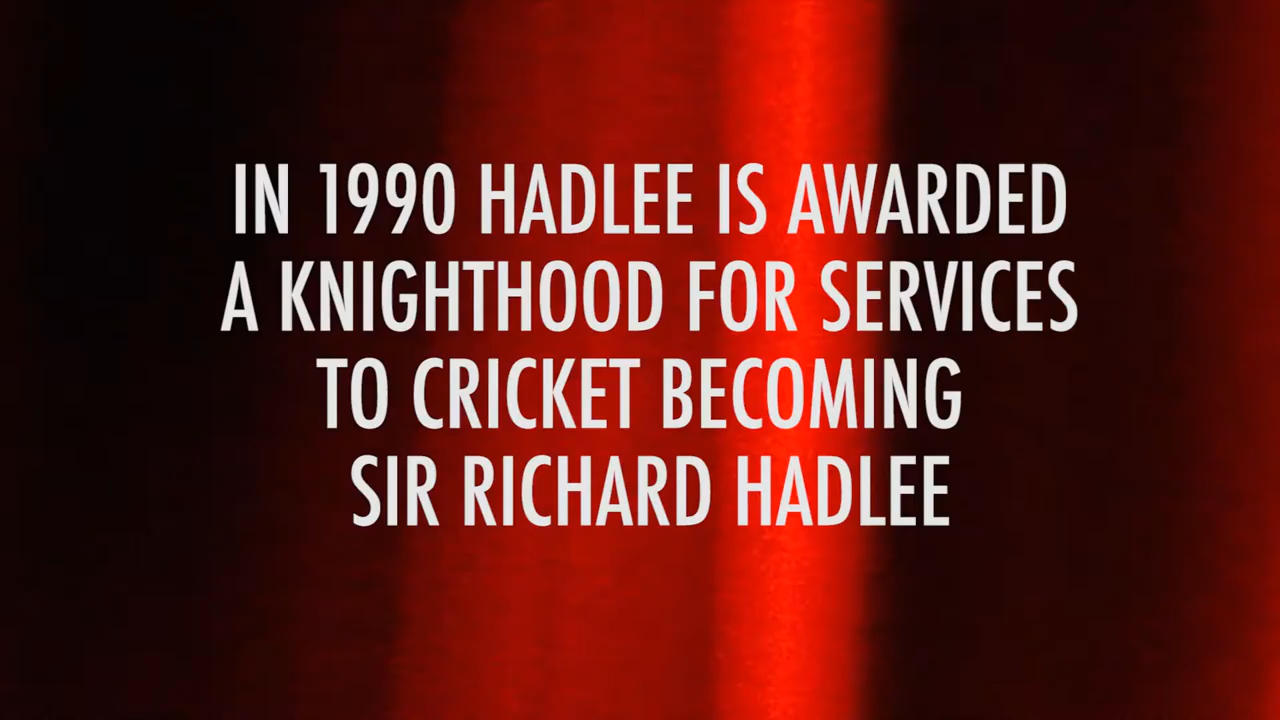 IN 1990 HADLEE IS AWARDED
A KNIGHTHOOD FOR SERVICES
TO CRICKET BECOMING
SIR RICHARD HADLEE